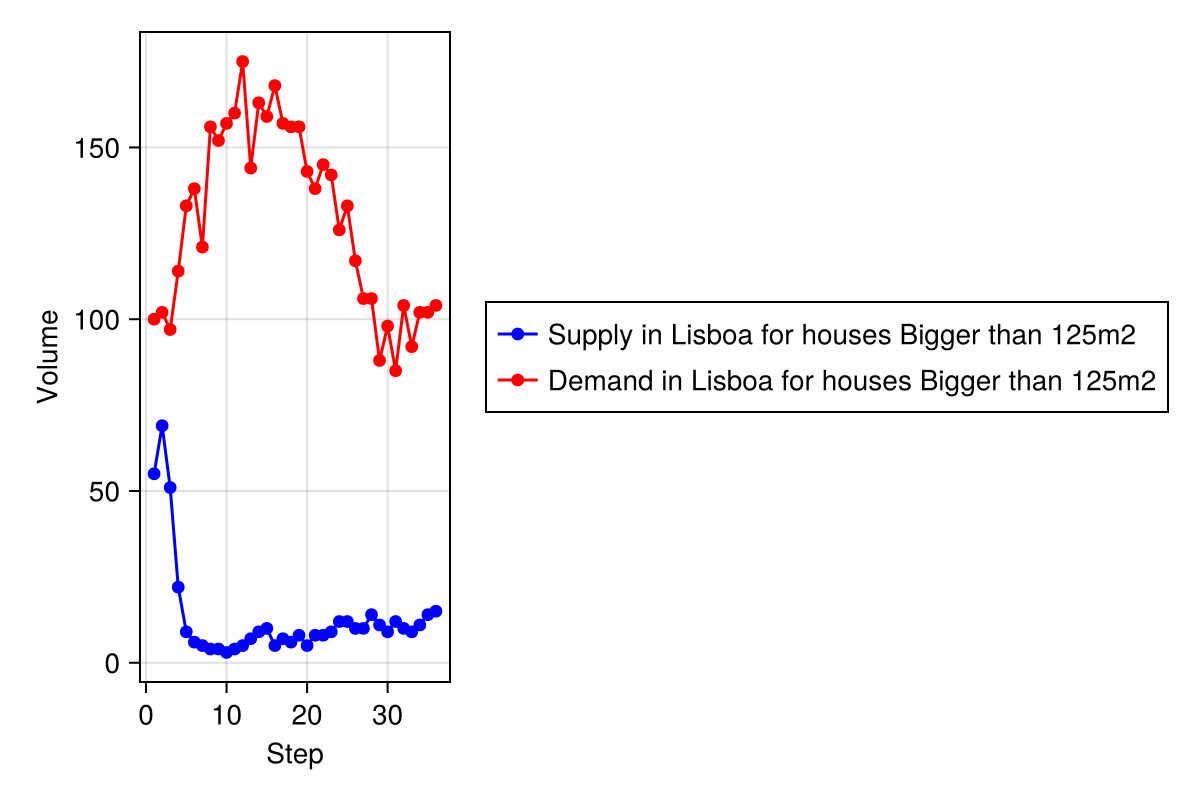 150
100
50
0
Volume
0 10 20 30
Step
Supply in Lisboa for houses Bigger than 125m2
Demand in Lisboa for houses Bigger than 125m2